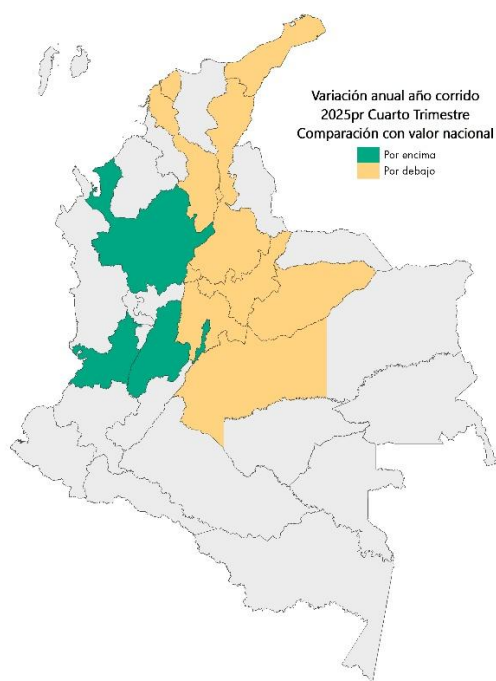 Variación anual año corrido
2025pr Cuarto Trimestre
Comparación con valor nacional
Por encima
Por debajo